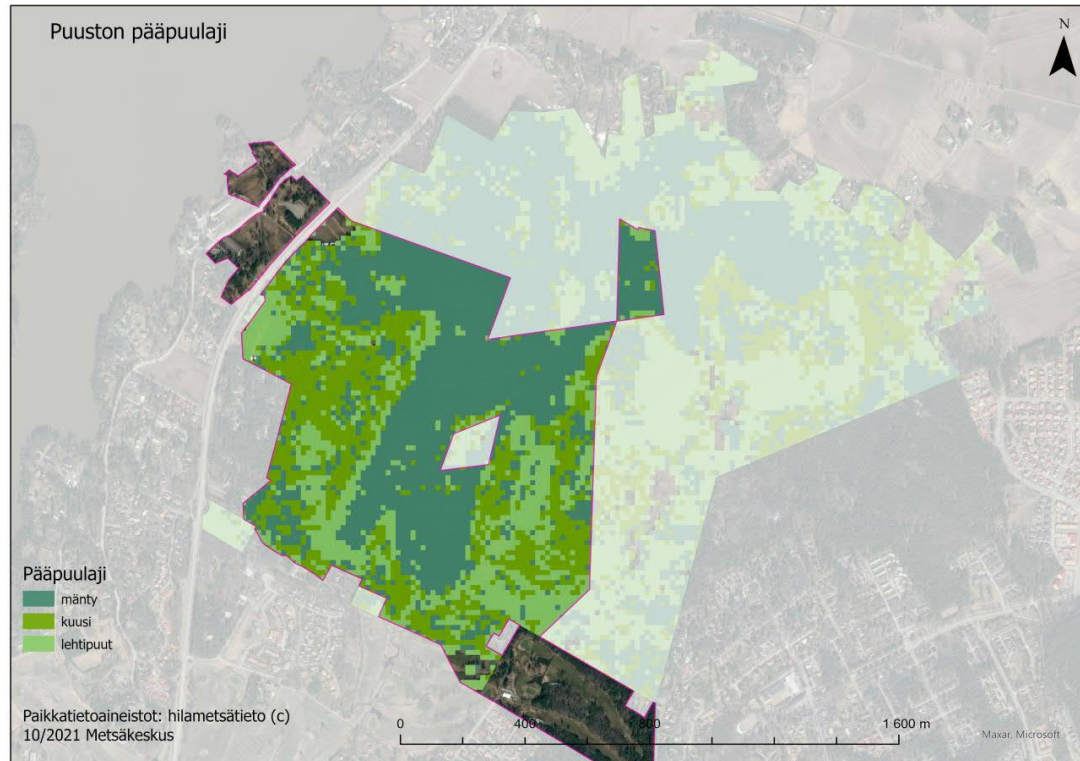 Puuston pääpuulaji
N
Pääpuulaji
mänty
kuusi
lehtipuut
Paikkatietoaineistot: hilametsätieto (c)
10/2021 Metsäkeskus
0 400 800 1 600 m
Maxar, Microsoft